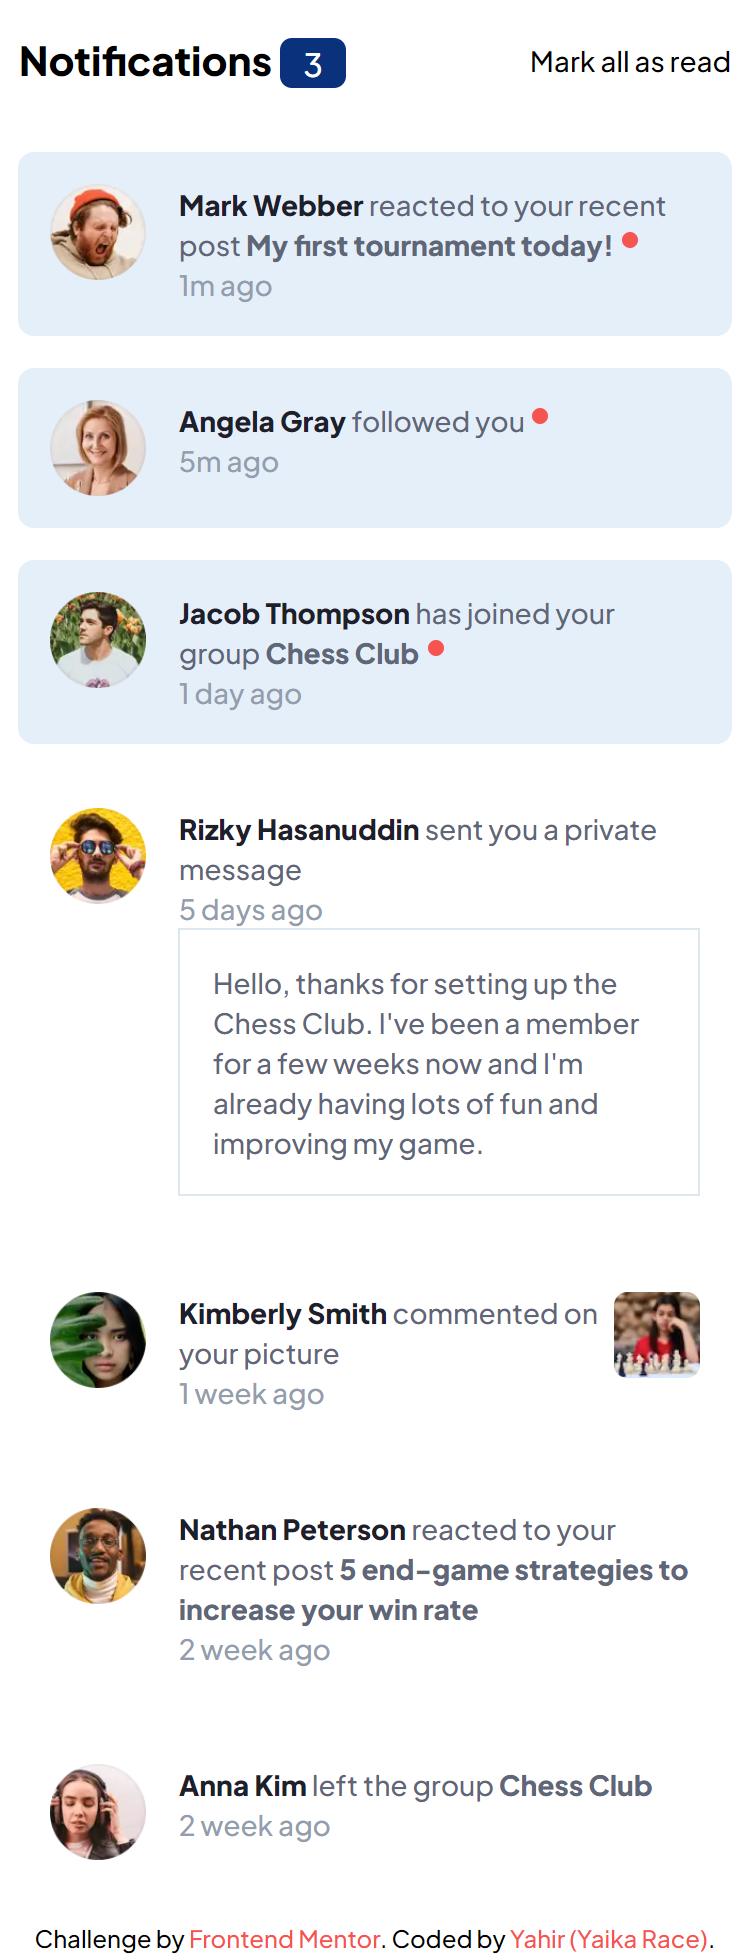 Notifications 3 Mark all as read
Mark Webber reacted to your recent
post My first tournament today!
1m ago
Angela Gray followed you
5m ago
Jacob Thompson has joined your
group Chess Club
1 day ago
Rizky Hasanuddin sent you a private
message
5 days ago
Hello, thanks for setting up the
Chess Club. I've been a member
for a few weeks now and I'm
already having lots of fun and
improving my game.
Kimberly Smith commented on
your picture
1 week ago
Nathan Peterson reacted to your
recent post 5 end-game strategies to
increase your win rate
2 week ago
Anna Kim left the group Chess Club
2 week ago
Challenge by Frontend Mentor. Coded by Yahir (Yaika Race).